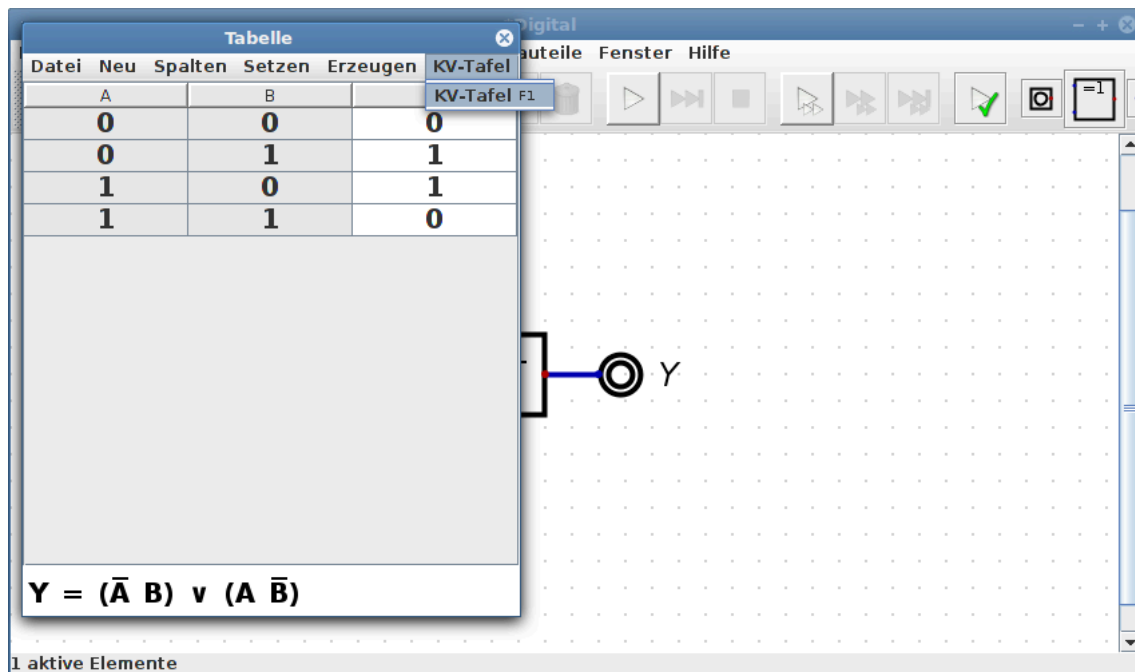 Digital
Tabelle
auteile Fenster Hilfe
Datei Neu Spalten Setzen Erzeugen KV-Tafel
KV-Tafel F1
A B
=1
0 0 0
0 1 1
1 0 1
1 1 0
Y
Y = (A̅ B) ∨ (A B̅)
1 aktive Elemente